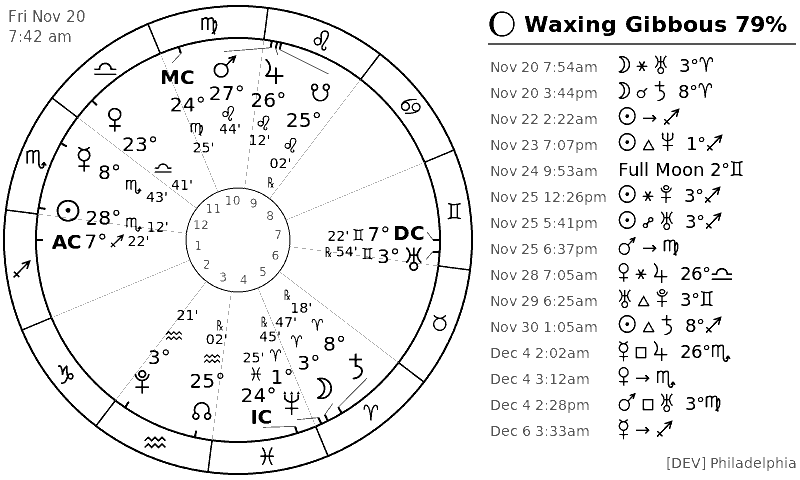 Fri Nov 20
7:42 am
MC
24° ♍ 25'
♂ 27° ♌ 44'
♃ 26° ♌ 12'
☋ 25° ♌ 02' ℞
♀ 23° ♎ 41'
☿ 8° ♏ 43'
☉ 28° ♏ 12'
AC 7° ♐ 22'
22' ♊ 7° DC
℞ 54' ♊ 3° ♅
♇ 3° ♒ 21'
☊ 25° ♒ 02' ℞
IC 24° ♓ 25'
♆ 1° ♈ 45' ℞
☽ 3° ♈ 47'
♄ 8° ♈ 18' ℞
1 2 3 4 5 6 7 8 9 10 11 12
♍ ♌ ♋ ♊ ♉ ♈ ♓ ♒ ♑ ♐ ♏ ♎
Waxing Gibbous 79%
Nov 20 7:54am ☽ ⚹ ♅ 3°♈
Nov 20 3:44pm ☽ ☌ ♄ 8°♈
Nov 22 2:22am ☉ → ♐
Nov 23 7:07pm ☉ △ ♆ 1°♐
Nov 24 9:53am Full Moon 2°♊
Nov 25 12:26pm ☉ ⚹ ♇ 3°♐
Nov 25 5:41pm ☉ ☍ ♅ 3°♐
Nov 25 6:37pm ♂ → ♍
Nov 28 7:05am ♀ ⚹ ♃ 26°♎
Nov 29 6:25am ♅ △ ♇ 3°♊
Nov 30 1:05am ☉ △ ♄ 8°♐
Dec 4 2:02am ☿ □ ♃ 26°♏
Dec 4 3:12am ♀ → ♏
Dec 4 2:28pm ♂ □ ♅ 3°♍
Dec 6 3:33am ☿ → ♐
[DEV] Philadelphia